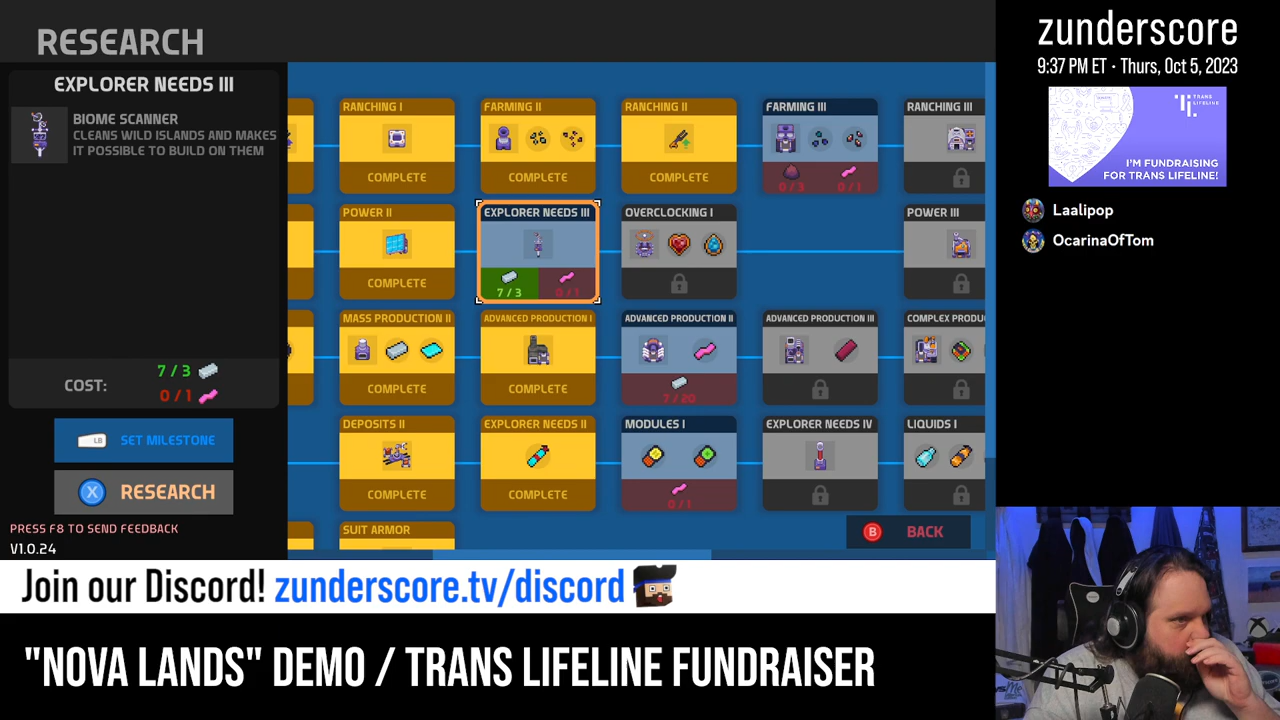 RESEARCH
EXPLORER NEEDS III
BIOME SCANNER
CLEANS WILD ISLANDS AND MAKES
IT POSSIBLE TO BUILD ON THEM
COST:
7 / 3
0 / 1
LB SET MILESTONE
X RESEARCH
PRESS F8 TO SEND FEEDBACK
V1.0.24
RANCHING I
COMPLETE
FARMING II
COMPLETE
RANCHING II
COMPLETE
FARMING III
0 / 3 0 / 1
RANCHING III
POWER II
COMPLETE
EXPLORER NEEDS III
7 / 3 0 / 1
OVERCLOCKING I
POWER III
MASS PRODUCTION II
COMPLETE
ADVANCED PRODUCTION I
COMPLETE
ADVANCED PRODUCTION II
7 / 20
ADVANCED PRODUCTION III
COMPLEX PRODU
DEPOSITS II
COMPLETE
EXPLORER NEEDS II
COMPLETE
MODULES I
0 / 1
EXPLORER NEEDS IV
LIQUIDS I
SUIT ARMOR
B BACK
zunderscore
9:37 PM ET · Thurs, Oct 5, 2023
TRANS
LIFELINE
I'M FUNDRAISING
FOR TRANS LIFELINE!
Laalipop
OcarinaOfTom
Join our Discord! zunderscore.tv/discord
"NOVA LANDS" DEMO / TRANS LIFELINE FUNDRAISER